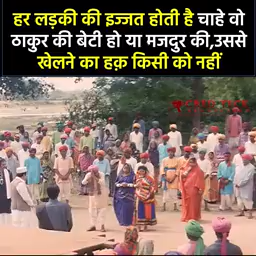 हर लड़की की इज्जत होती है चाहे वो
ठाकुर की बेटी हो या मजदुर की,उससे
खेलने का हक़ किसी को नहीं